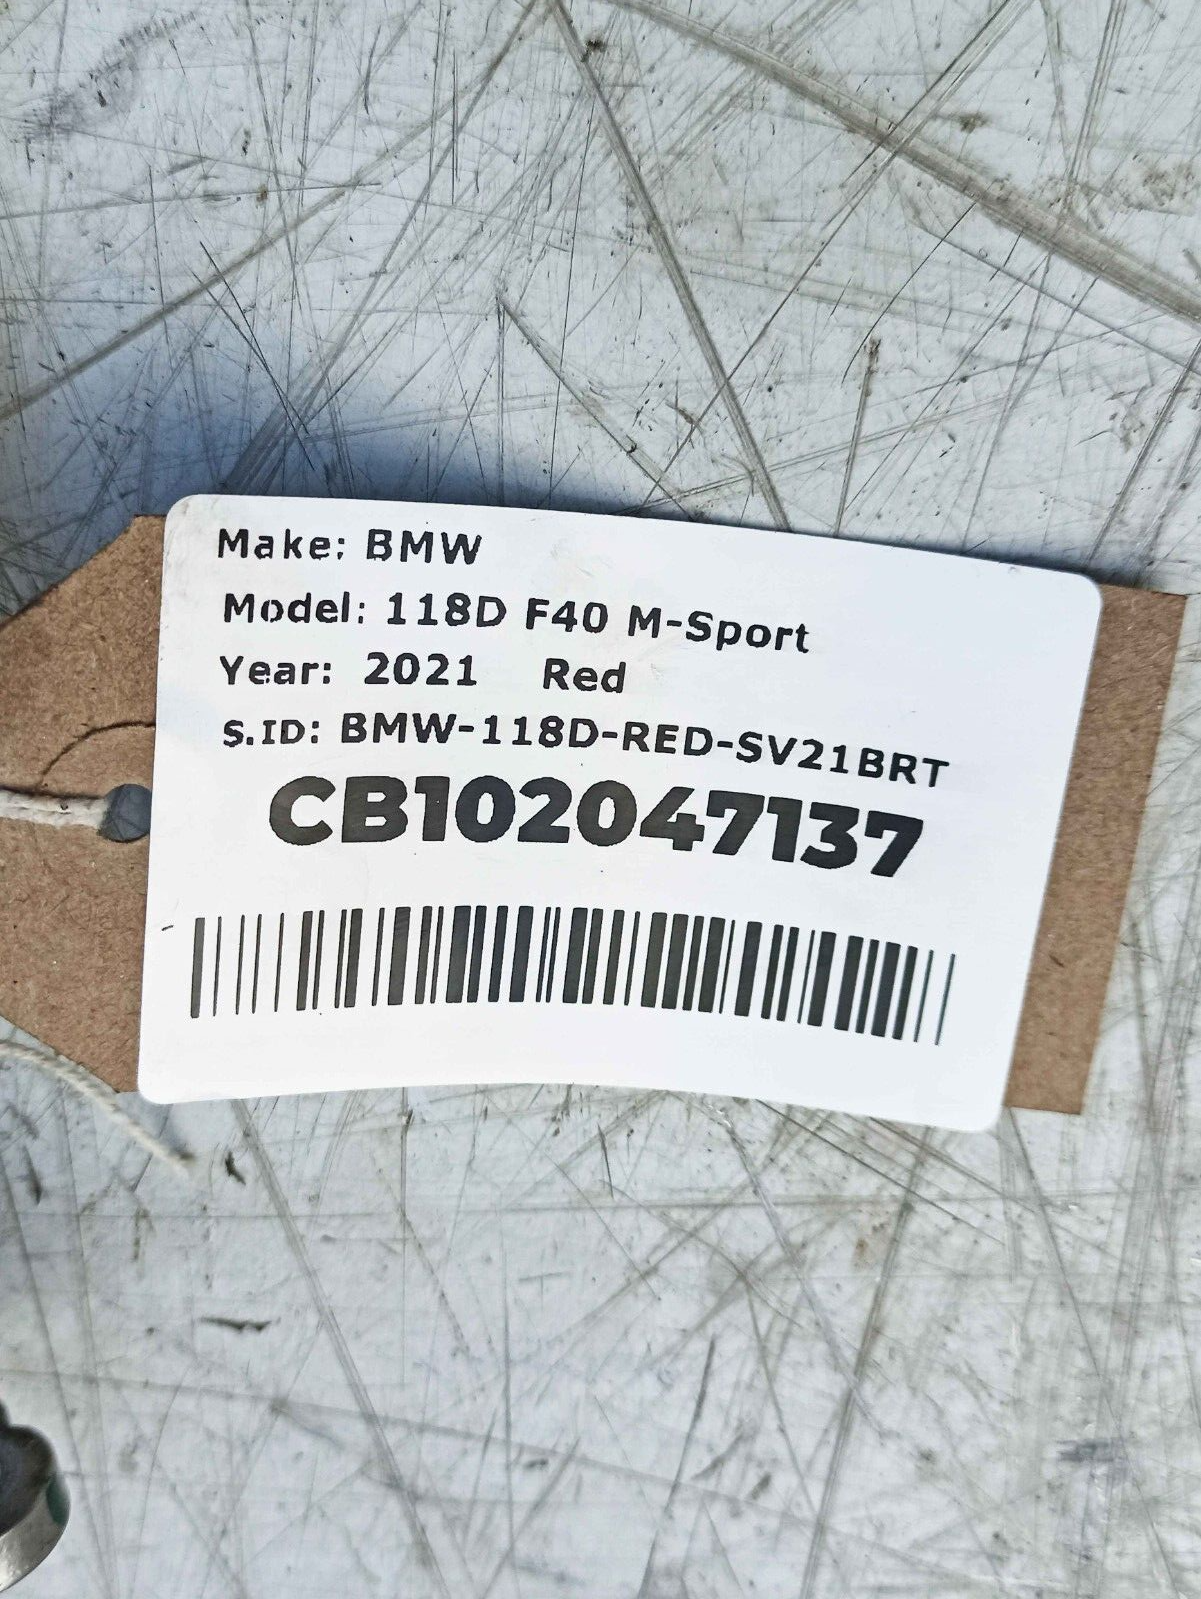 Make: BMW
Model: 118D F40 M-Sport
Year: 2021 Red
S.ID: BMW-118D-RED-SV21BRT
CB102047137